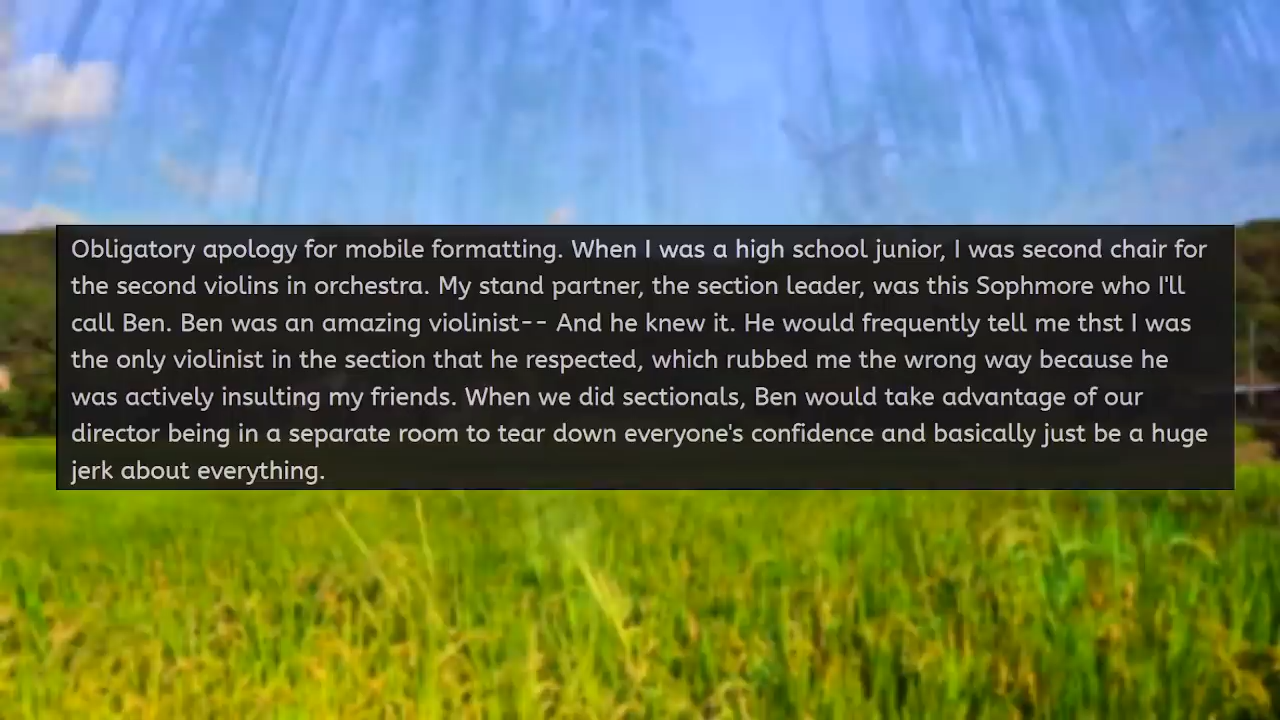 Obligatory apology for mobile formatting. When I was a high school junior, I was second chair for
the second violins in orchestra. My stand partner, the section leader, was this Sophmore who I'll
call Ben. Ben was an amazing violinist-- And he knew it. He would frequently tell me thst I was
the only violinist in the section that he respected, which rubbed me the wrong way because he
was actively insulting my friends. When we did sectionals, Ben would take advantage of our
director being in a separate room to tear down everyone's confidence and basically just be a huge
jerk about everything.